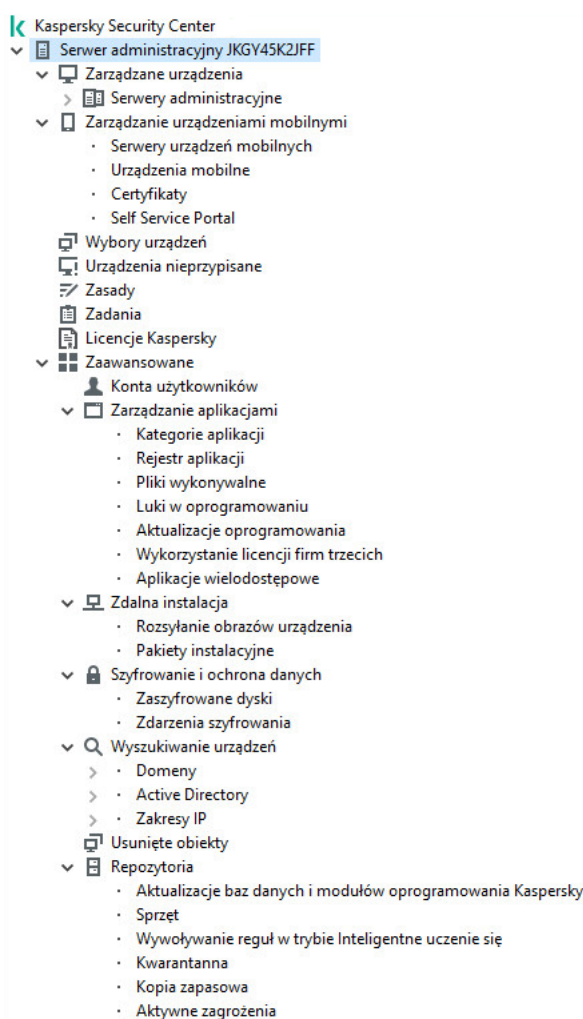 Kaspersky Security Center
Serwer administracyjny JKGY45K2JFF
Zarządzane urządzenia
Serwery administracyjne
Zarządzanie urządzeniami mobilnymi
Serwery urządzeń mobilnych
Urządzenia mobilne
Certyfikaty
Self Service Portal
Wybory urządzeń
Urządzenia nieprzypisane
Zasady
Zadania
Licencje Kaspersky
Zaawansowane
Konta użytkowników
Zarządzanie aplikacjami
Kategorie aplikacji
Rejestr aplikacji
Pliki wykonywalne
Luki w oprogramowaniu
Aktualizacje oprogramowania
Wykorzystanie licencji firm trzecich
Aplikacje wielodostępowe
Zdalna instalacja
Rozsyłanie obrazów urządzenia
Pakiety instalacyjne
Szyfrowanie i ochrona danych
Zaszyfrowane dyski
Zdarzenia szyfrowania
Wyszukiwanie urządzeń
Domeny
Active Directory
Zakresy IP
Usunięte obiekty
Repozytoria
Aktualizacje baz danych i modułów oprogramowania Kaspersky
Sprzęt
Wywoływanie reguł w trybie Inteligentne uczenie się
Kwarantanna
Kopia zapasowa
Aktywne zagrożenia